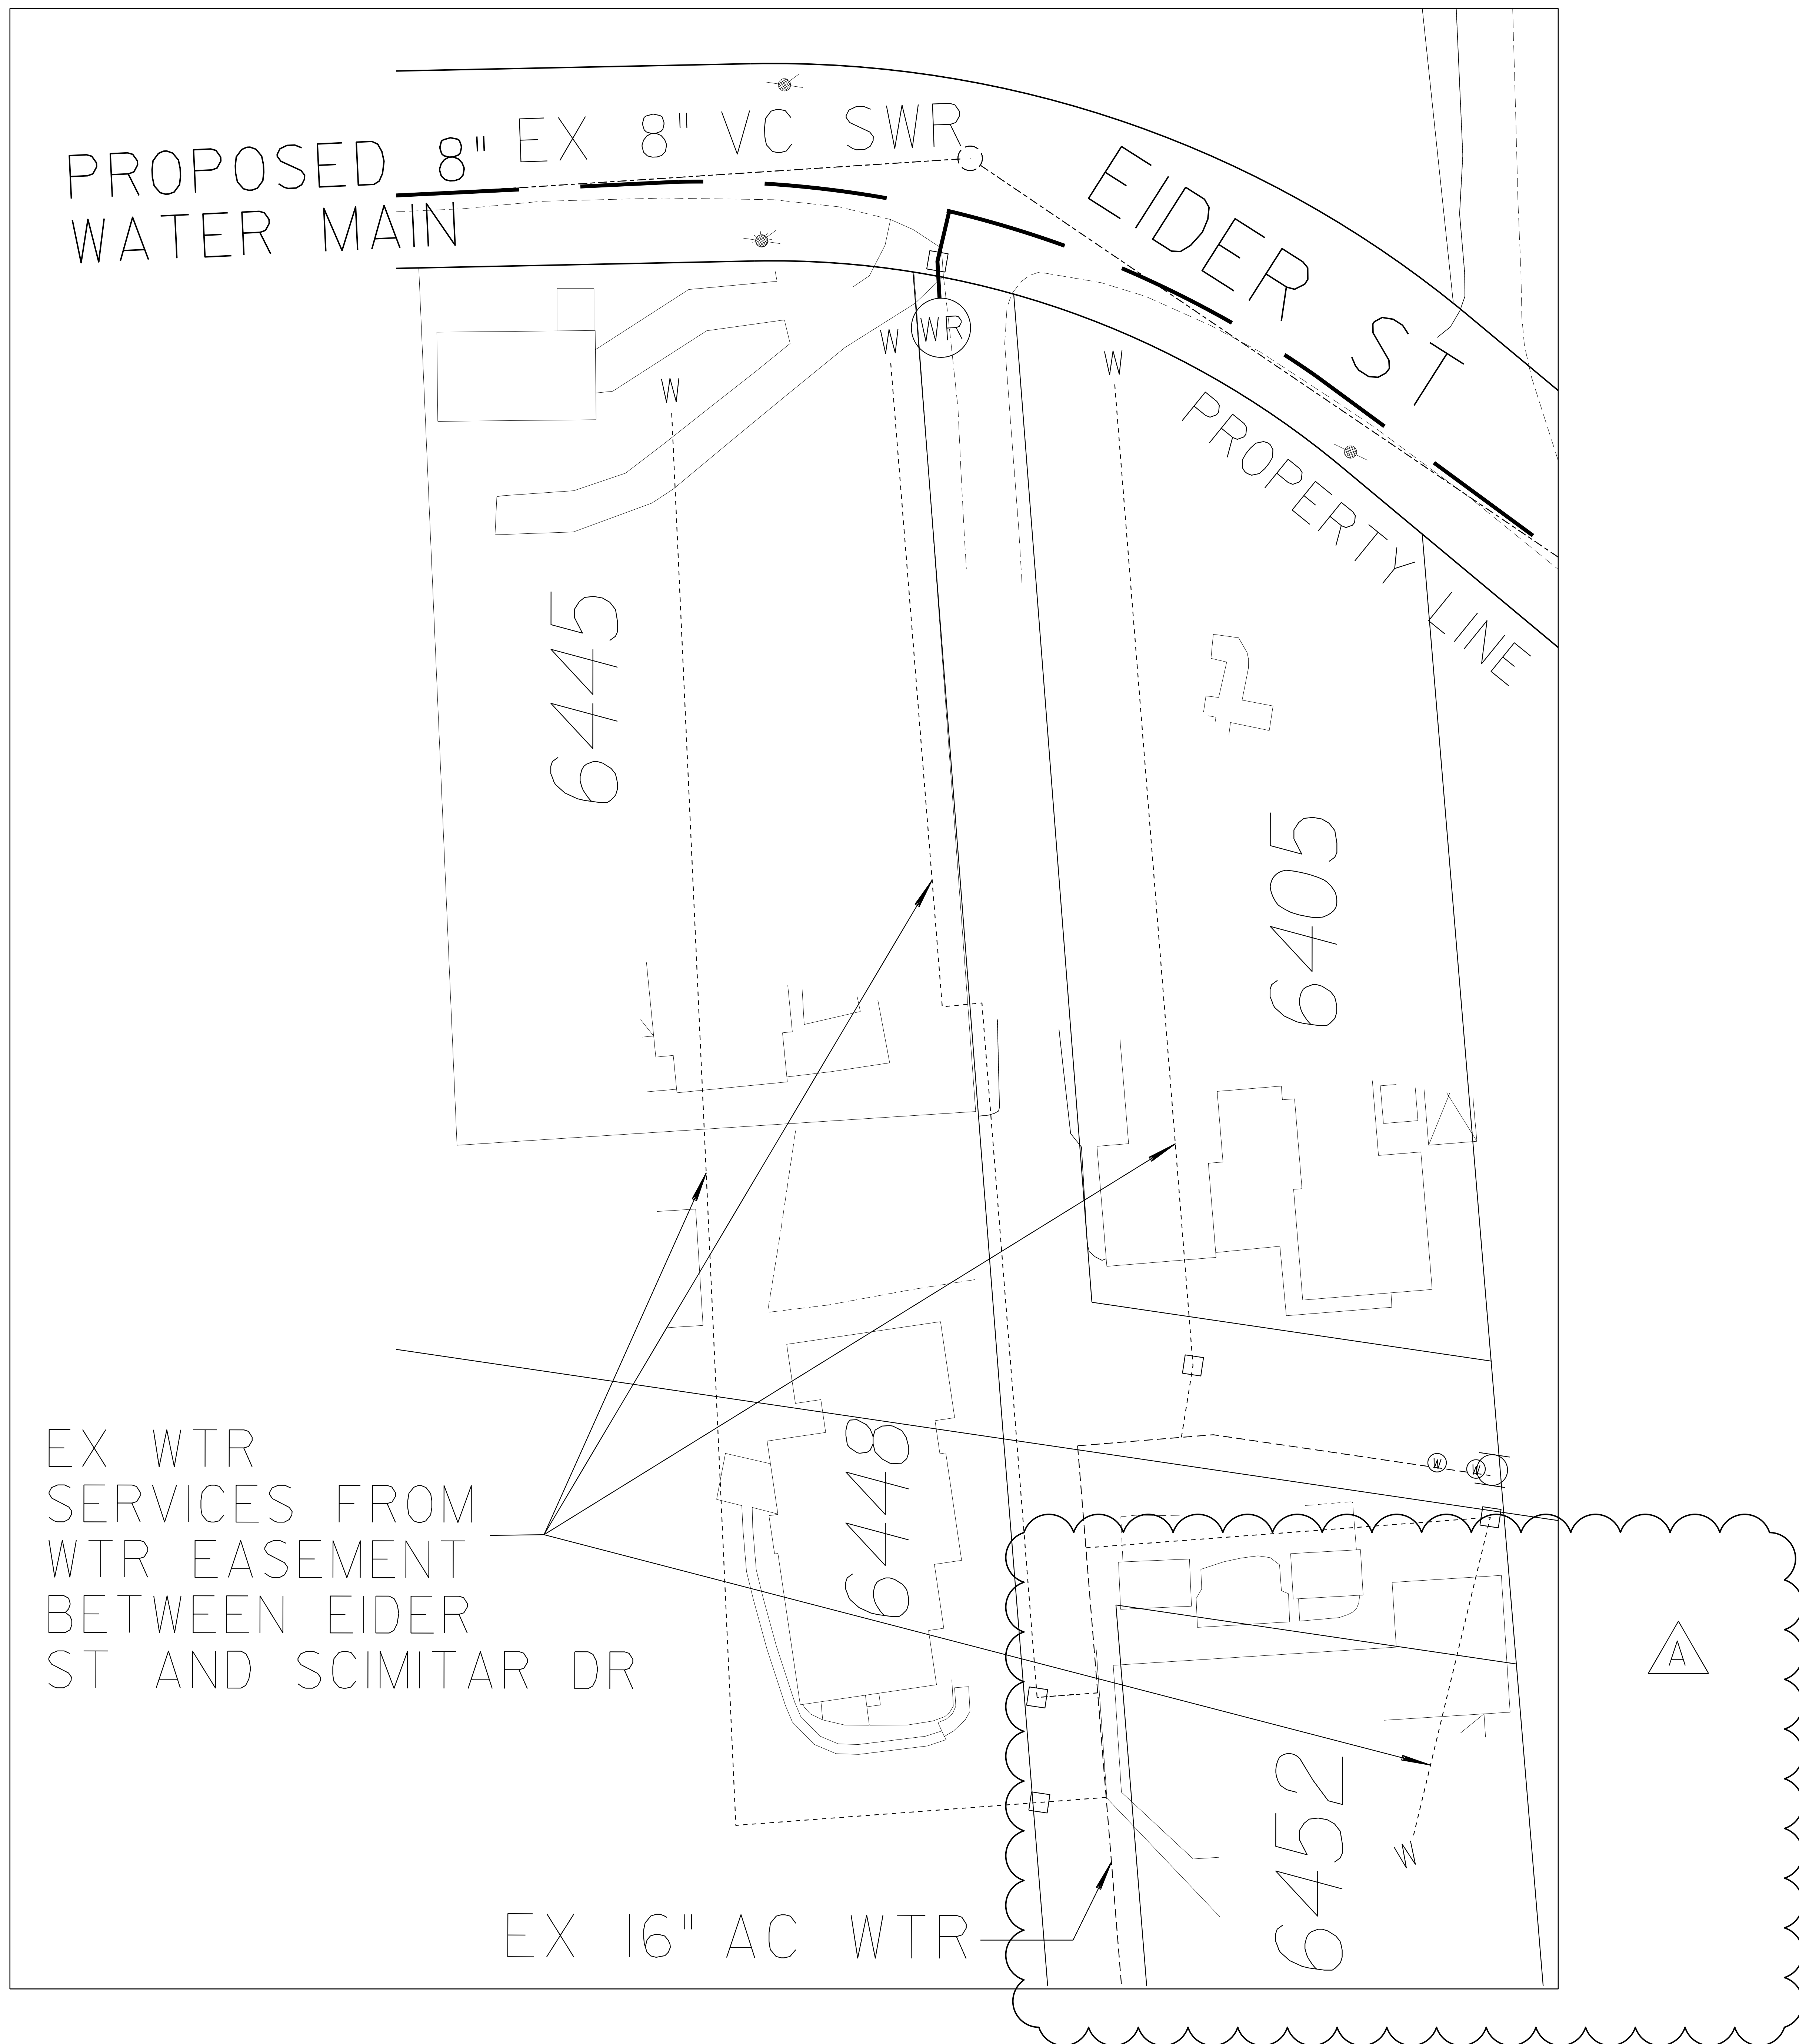 PROPOSED 8"
WATER MAIN
EX 8" VC SWR
EIDER ST
WR
W
W
W
PROPERTY LINE
6445
6405
EX WTR
SERVICES FROM
WTR EASEMENT
BETWEEN EIDER
ST AND SCIMITAR DR
6448
W
W
A
6452
W
EX 16" AC WTR